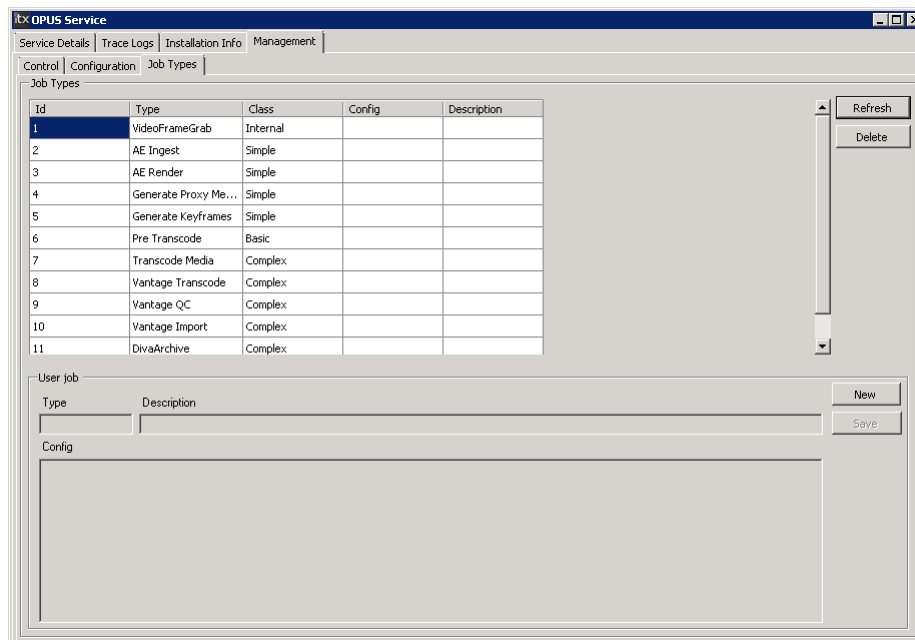 itx OPUS Service
Service Details Trace Logs Installation Info Management
Control Configuration Job Types
Job Types
Id Type Class Config Description
1 VideoFrameGrab Internal
2 AE Ingest Simple
3 AE Render Simple
4 Generate Proxy Me... Simple
5 Generate Keyframes Simple
6 Pre Transcode Basic
7 Transcode Media Complex
8 Vantage Transcode Complex
9 Vantage QC Complex
10 Vantage Import Complex
11 DivaArchive Complex
Refresh
Delete
User job
Type Description
New
Save
Config